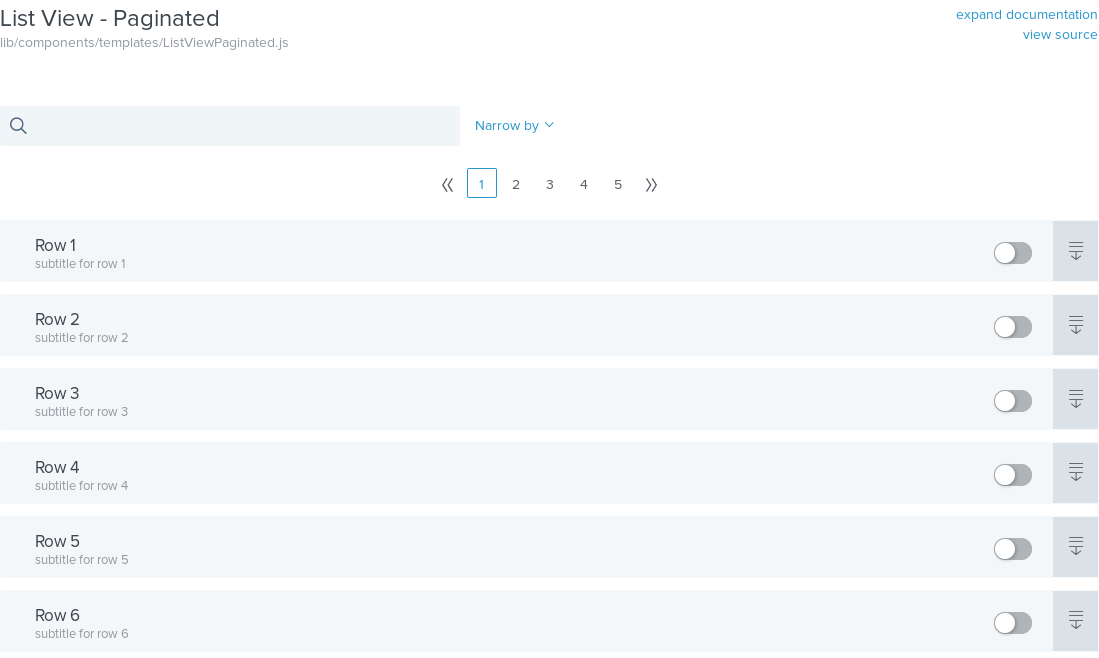 List View - Paginated
expand documentation
lib/components/templates/ListViewPaginated.js
view source
Narrow by
1 2 3 4 5
Row 1
subtitle for row 1
Row 2
subtitle for row 2
Row 3
subtitle for row 3
Row 4
subtitle for row 4
Row 5
subtitle for row 5
Row 6
subtitle for row 6